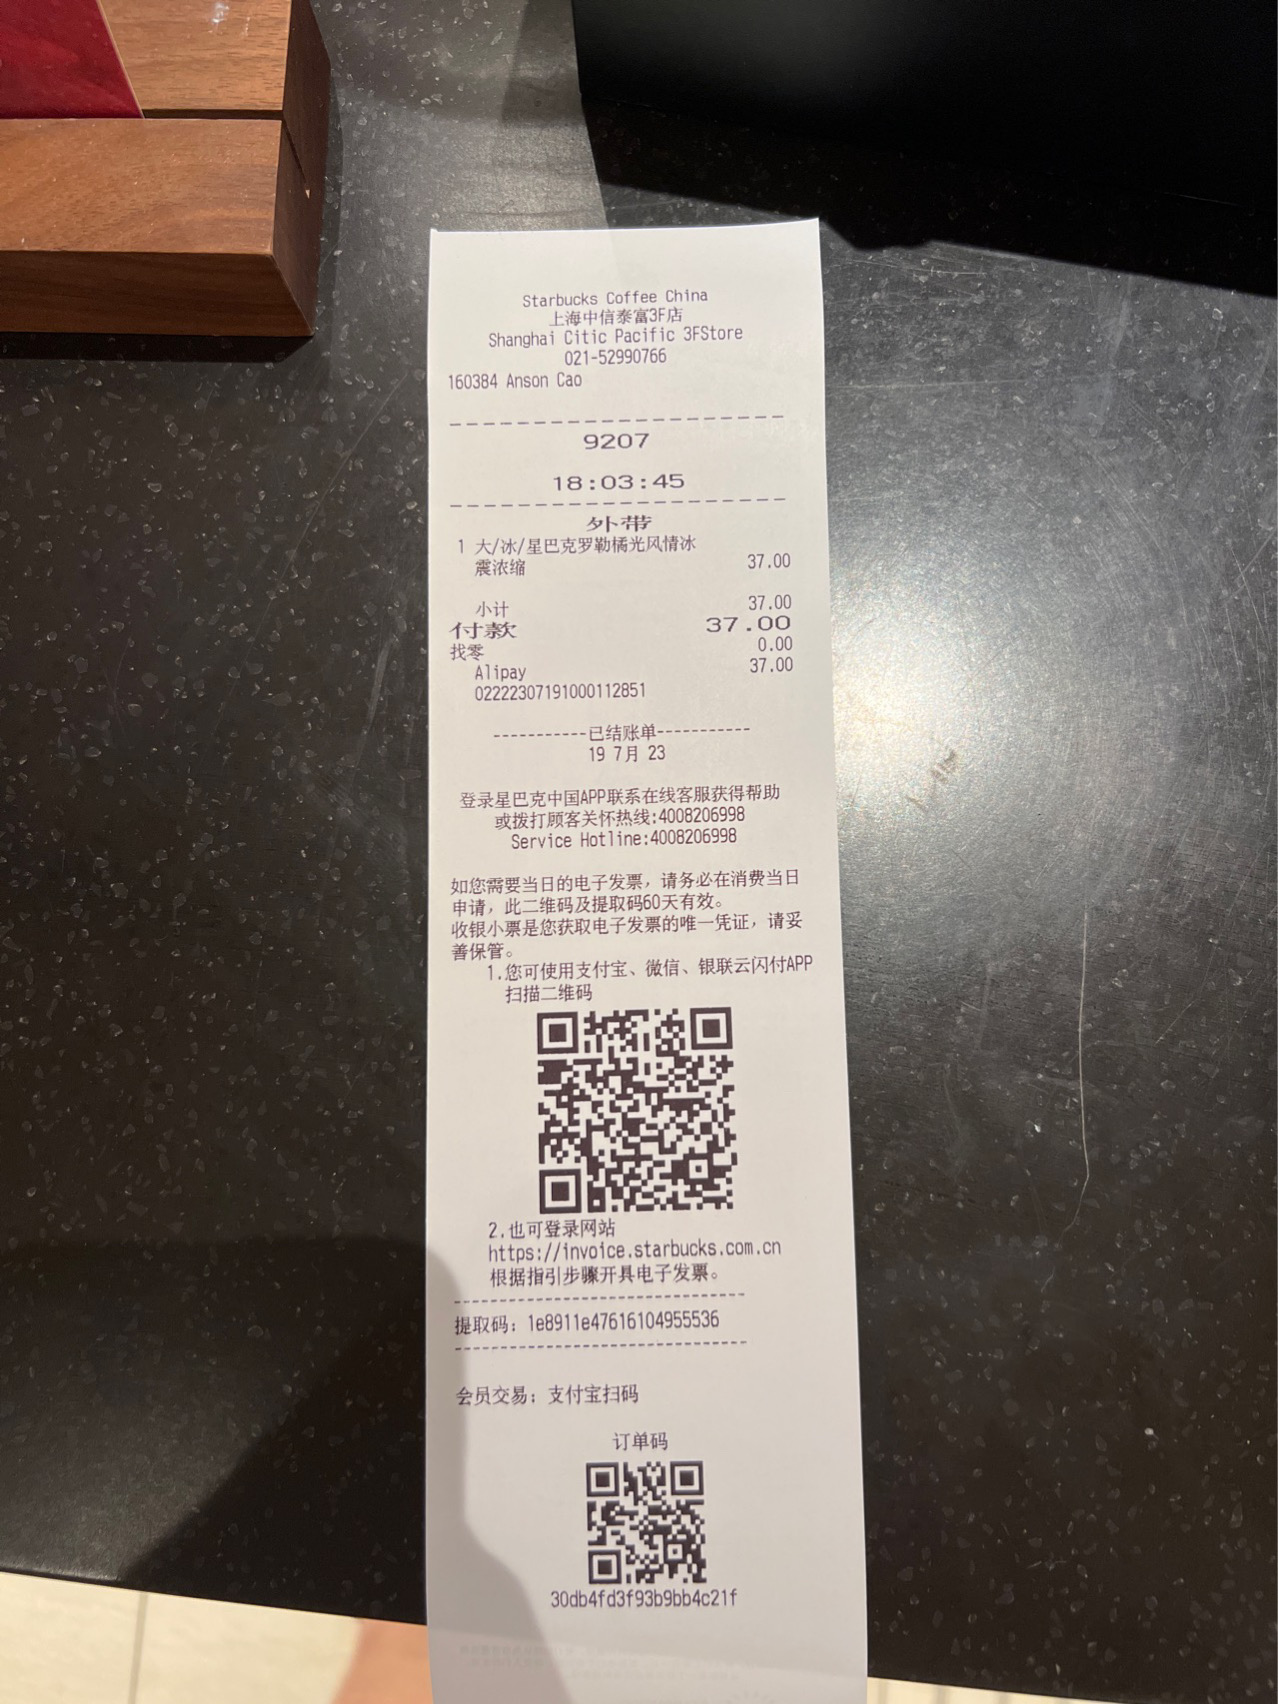 Starbucks Coffee China
上海中信泰富3F店
Shanghai Citic Pacific 3FStore
021-52990766
160384 Anson Cao
9207
18:03:45
外带
1 大/冰/星巴克罗勒橘光风情冰
震浓缩 37.00
小计 37.00
付款 37.00
找零 0.00
Alipay 37.00
02222307191000112851
-----------已结账单-----------
19 7月 23
登录星巴克中国APP联系在线客服获得帮助
或拨打顾客关怀热线:4008206998
Service Hotline:4008206998
如您需要当日的电子发票，请务必在消费当日
申请，此二维码及提取码60天有效。
收银小票是您获取电子发票的唯一凭证，请妥
善保管。
1.您可使用支付宝、微信、银联云闪付APP
扫描二维码
2.也可登录网站
https://invoice.starbucks.com.cn
根据指引步骤开具电子发票。
提取码：1e8911e47616104955536
会员交易；支付宝扫码
订单码
30db4fd3f93b9bb4c21f